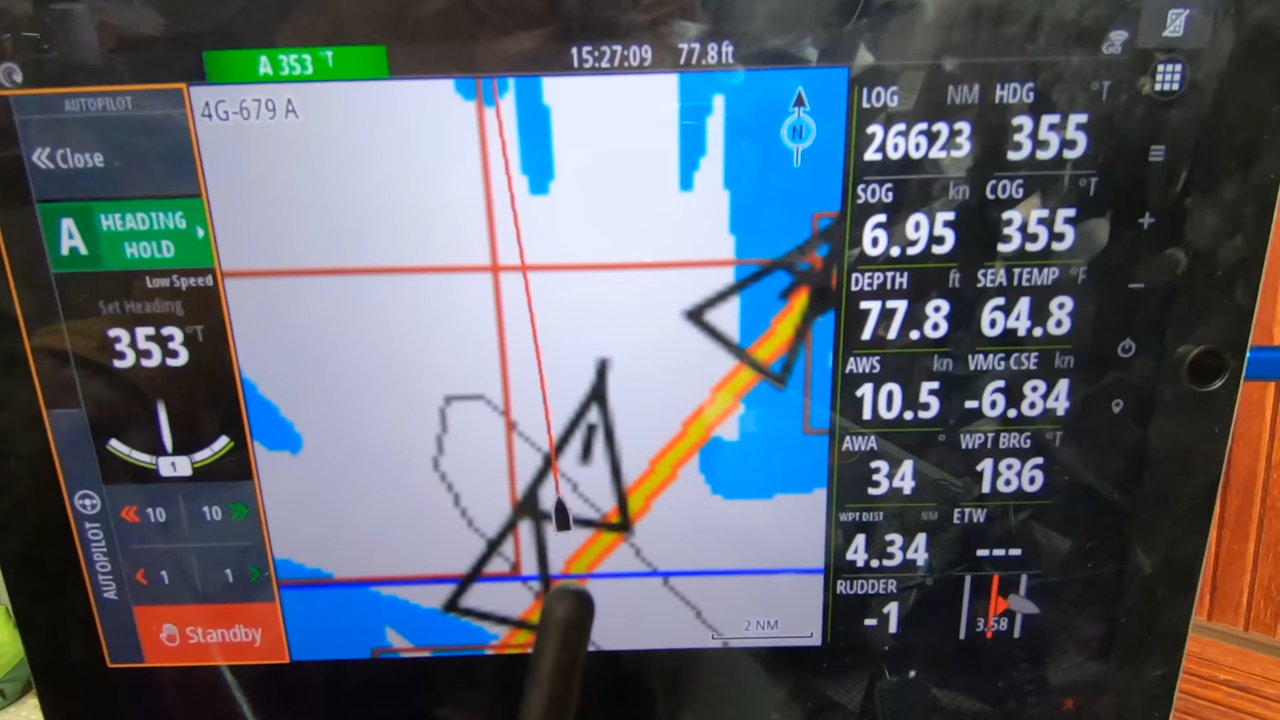 A 353 °T
15:27:09 77.8 ft
AUTOPILOT
Close
A HEADING HOLD
Low Speed
Set Heading
353 °T
1
10 10
1 1
AUTOPILOT
Standby
4G-679 A
N
2 NM
LOG NM HDG °T
26623 355
SOG kn COG °T
6.95 355
DEPTH ft SEA TEMP °F
77.8 64.8
AWS kn VMG CSE kn
10.5 -6.84
AWA ° WPT BRG °T
34 186
WPT DIST NM ETW
4.34 ---
RUDDER °
-1 3.58